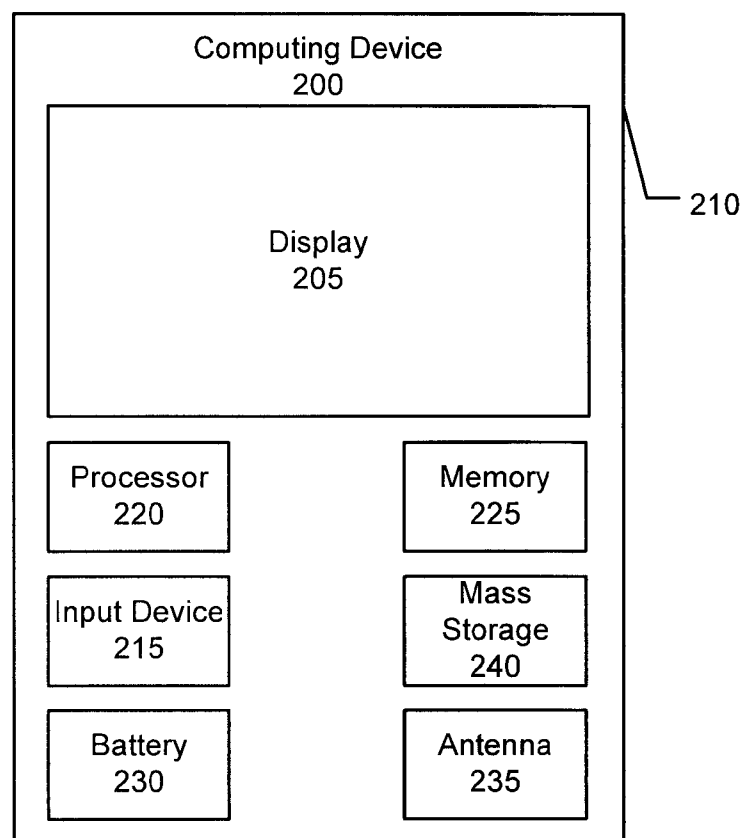 Computing Device
200
210
Display
205
Processor
220
Memory
225
Input Device
215
Mass
Storage
240
Battery
230
Antenna
235